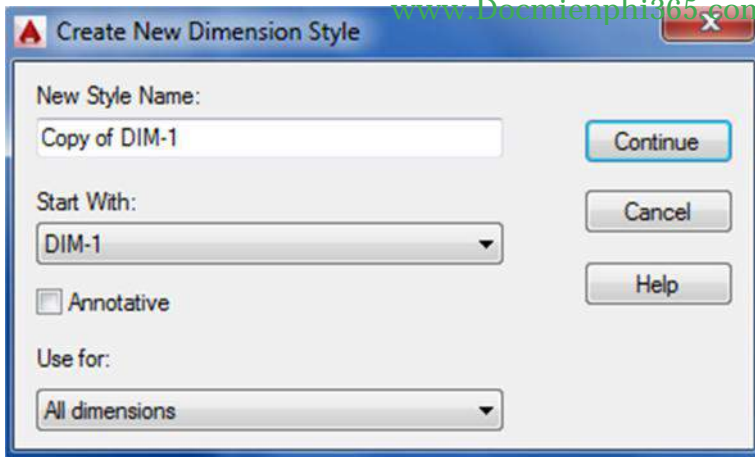 www.Docmienphi365.com
Create New Dimension Style
New Style Name:
Copy of DIM-1
Continue
Start With:
DIM-1
Cancel
Annotative
Help
Use for:
All dimensions